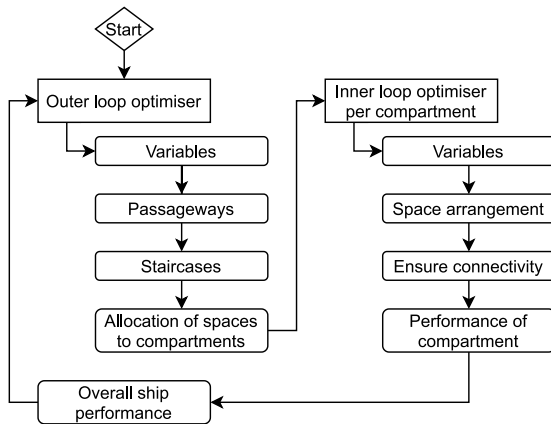 Start
Outer loop optimiser
Variables
Passageways
Staircases
Allocation of spaces
to compartments
Inner loop optimiser
per compartment
Variables
Space arrangement
Ensure connectivity
Performance of
compartment
Overall ship
performance